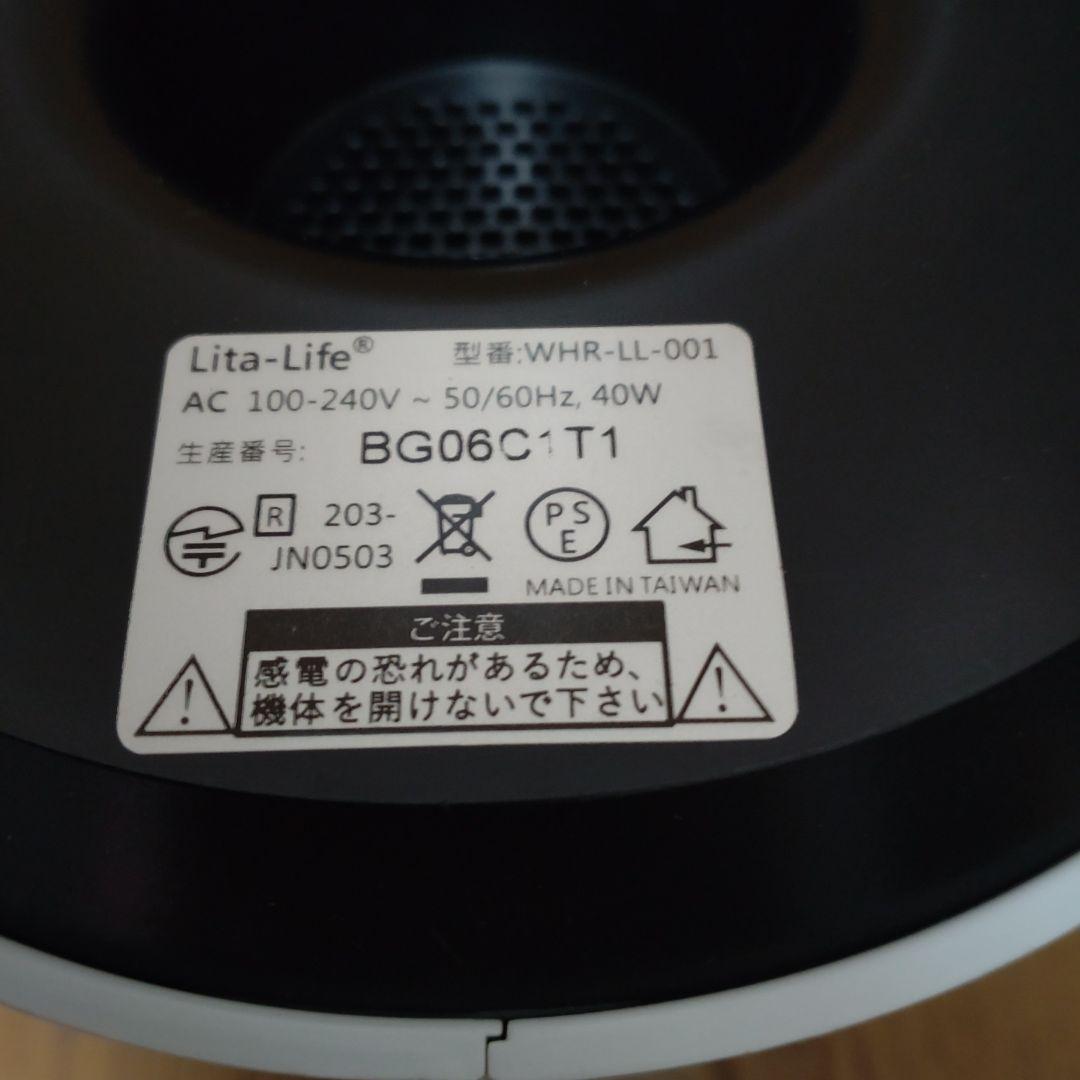 Lita-Life® 型番:WHR-LL-001
AC 100-240V ~ 50/60Hz, 40W
生産番号: BG06C1T1
R 203-
JN0503
PSE
MADE IN TAIWAN
ご注意
感電の恐れがあるため、
機体を開けないで下さい